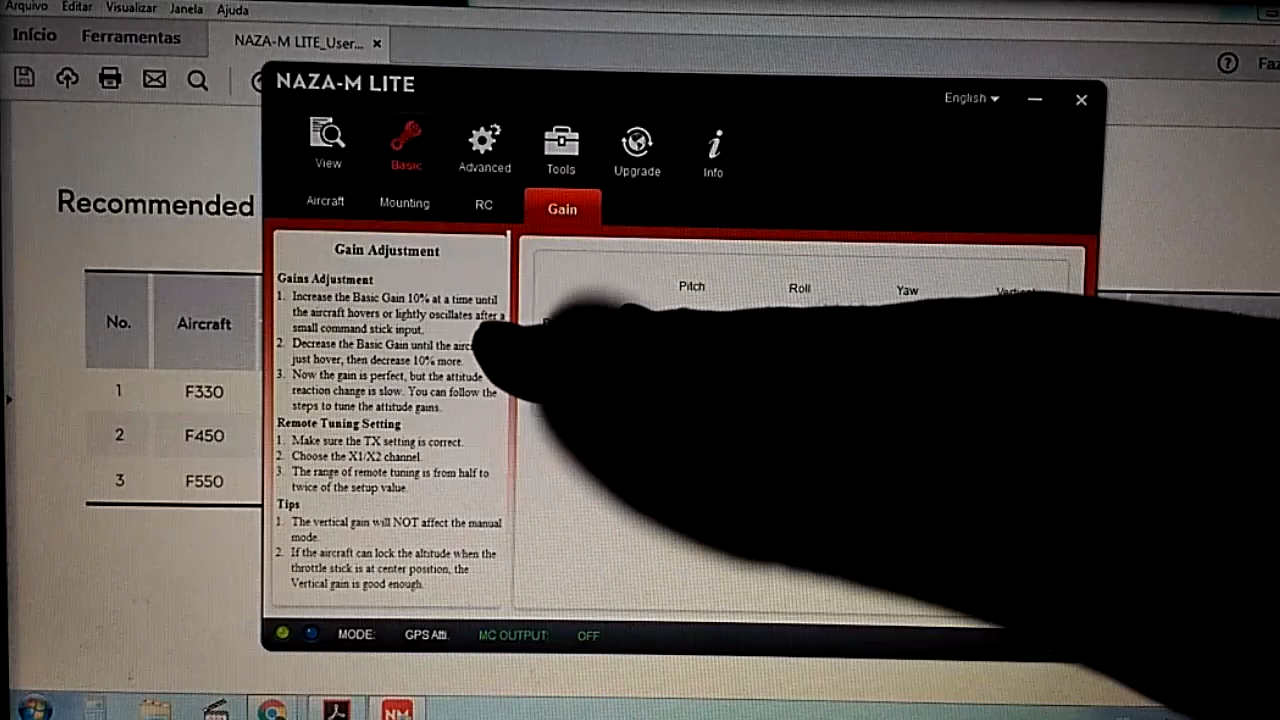 Arquivo Editar Visualizar Janela Ajuda
Início Ferramentas NAZA-M LITE_User... ×
NAZA-M LITE
English
View Basic Advanced Tools Upgrade Info
Aircraft Mounting RC Gain
Recommended
No. Aircraft
1 F330
2 F450
3 F550
Gain Adjustment
Gains Adjustment
1. Increase the Basic Gain 10% at a time until
the aircraft hovers or lightly oscillates after a
small command stick input.
2. Decrease the Basic Gain until the
just hover, then decrease 10% more.
3. Now the gain is perfect, but the attitude
reaction change is slow. You can follow the
steps to tune the attitude gains.
Remote Tuning Setting
1. Make sure the TX setting is correct.
2. Choose the X1/X2 channel.
3. The range of remote tuning is from half to
twice of the setup value.
Tips
1. The vertical gain will NOT affect the manual
mode.
2. If the aircraft can lock the altitude when the
throttle stick is at center position, the
Vertical gain is good enough.
Pitch Roll Yaw
MODE: GPS Atti. MC OUTPUT: OFF